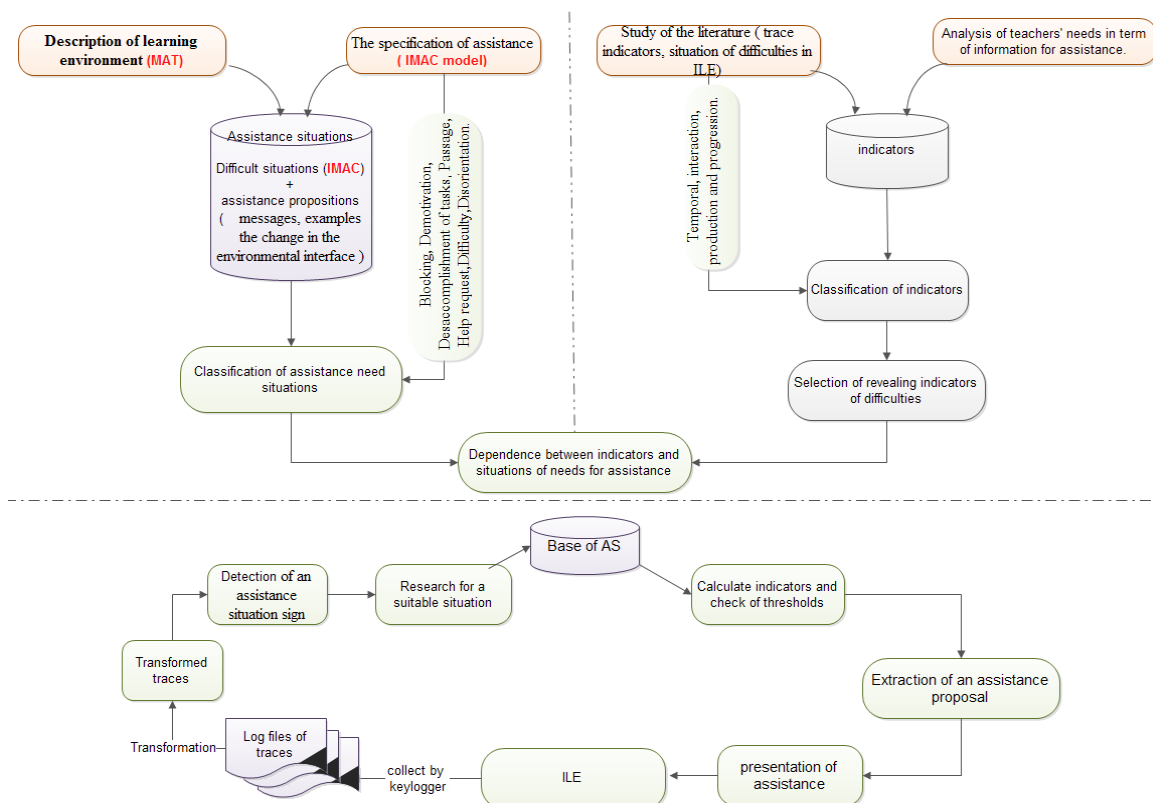 Description of learning
environment (MAT)
The specification of assistance
( IMAC model)
Study of the literature ( trace
indicators, situation of difficulties in
ILE)
Analysis of teachers' needs in term
of information for assistance.
Assistance situations
Difficult situations (IMAC)
+
assistance propositions
( messages, examples
the change in the
environmental interface )
Blocking, Demotivation,
Desaccomplishment of tasks, Passage,
Help request,Difficulty,Disorientation.
Temporal, interaction,
production and progression.
indicators
Classification of indicators
Classification of assistance need
situations
Selection of revealing indicators
of difficulties
Dependence between indicators and
situations of needs for assistance
Base of AS
Detection of an
assistance
situation sign
Research for a
suitable situation
Calculate indicators and
check of thresholds
Transformed
traces
Extraction of an assistance
proposal
Transformation
Log files of
traces
collect by
keylogger
ILE
presentation of
assistance